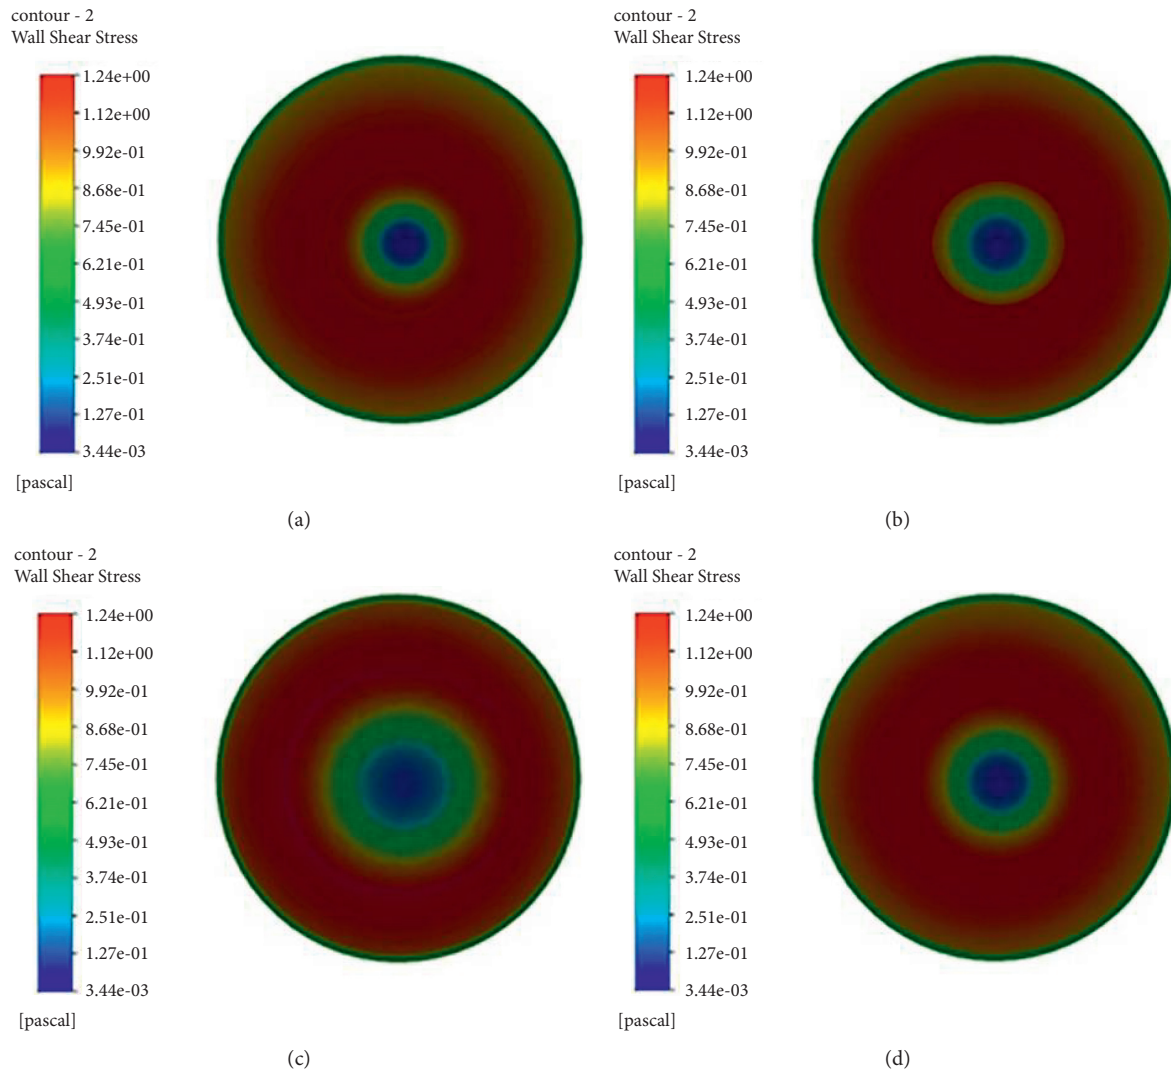 contour - 2
Wall Shear Stress
1.24e+00
1.12e+00
9.92e-01
8.68e-01
7.45e-01
6.21e-01
4.93e-01
3.74e-01
2.51e-01
1.27e-01
3.44e-03
[pascal]
(a)
contour - 2
Wall Shear Stress
1.24e+00
1.12e+00
9.92e-01
8.68e-01
7.45e-01
6.21e-01
4.93e-01
3.74e-01
2.51e-01
1.27e-01
3.44e-03
[pascal]
(b)
contour - 2
Wall Shear Stress
1.24e+00
1.12e+00
9.92e-01
8.68e-01
7.45e-01
6.21e-01
4.93e-01
3.74e-01
2.51e-01
1.27e-01
3.44e-03
[pascal]
(c)
contour - 2
Wall Shear Stress
1.24e+00
1.12e+00
9.92e-01
8.68e-01
7.45e-01
6.21e-01
4.93e-01
3.74e-01
2.51e-01
1.27e-01
3.44e-03
[pascal]
(d)